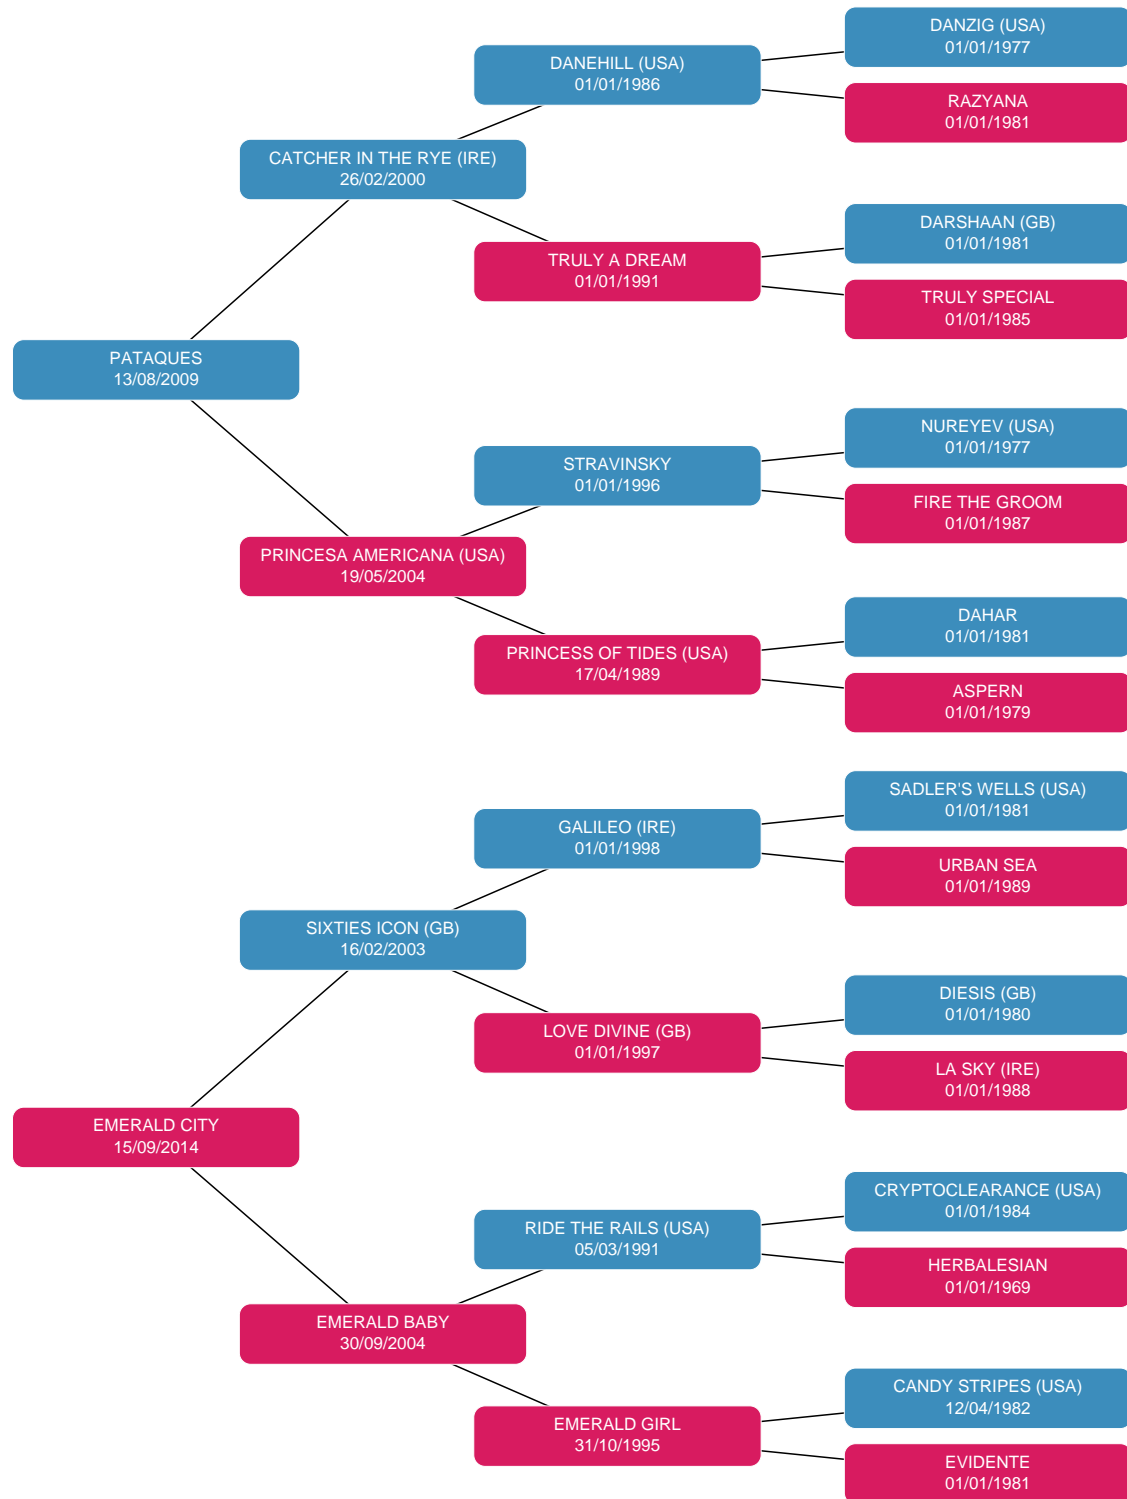 DANZIG (USA)
01/01/1977
DANEHILL (USA)
01/01/1986
RAZYANA
01/01/1981
CATCHER IN THE RYE (IRE)
26/02/2000
DARSHAAN (GB)
01/01/1981
TRULY A DREAM
01/01/1991
TRULY SPECIAL
01/01/1985
PATAQUES
13/08/2009
NUREYEV (USA)
01/01/1977
STRAVINSKY
01/01/1996
FIRE THE GROOM
01/01/1987
PRINCESA AMERICANA (USA)
19/05/2004
DAHAR
01/01/1981
PRINCESS OF TIDES (USA)
17/04/1989
ASPERN
01/01/1979
SADLER'S WELLS (USA)
01/01/1981
GALILEO (IRE)
01/01/1998
URBAN SEA
01/01/1989
SIXTIES ICON (GB)
16/02/2003
DIESIS (GB)
01/01/1980
LOVE DIVINE (GB)
01/01/1997
LA SKY (IRE)
01/01/1988
EMERALD CITY
15/09/2014
CRYPTOCLEARANCE (USA)
01/01/1984
RIDE THE RAILS (USA)
05/03/1991
HERBALESIAN
01/01/1969
EMERALD BABY
30/09/2004
CANDY STRIPES (USA)
12/04/1982
EMERALD GIRL
31/10/1995
EVIDENTE
01/01/1981